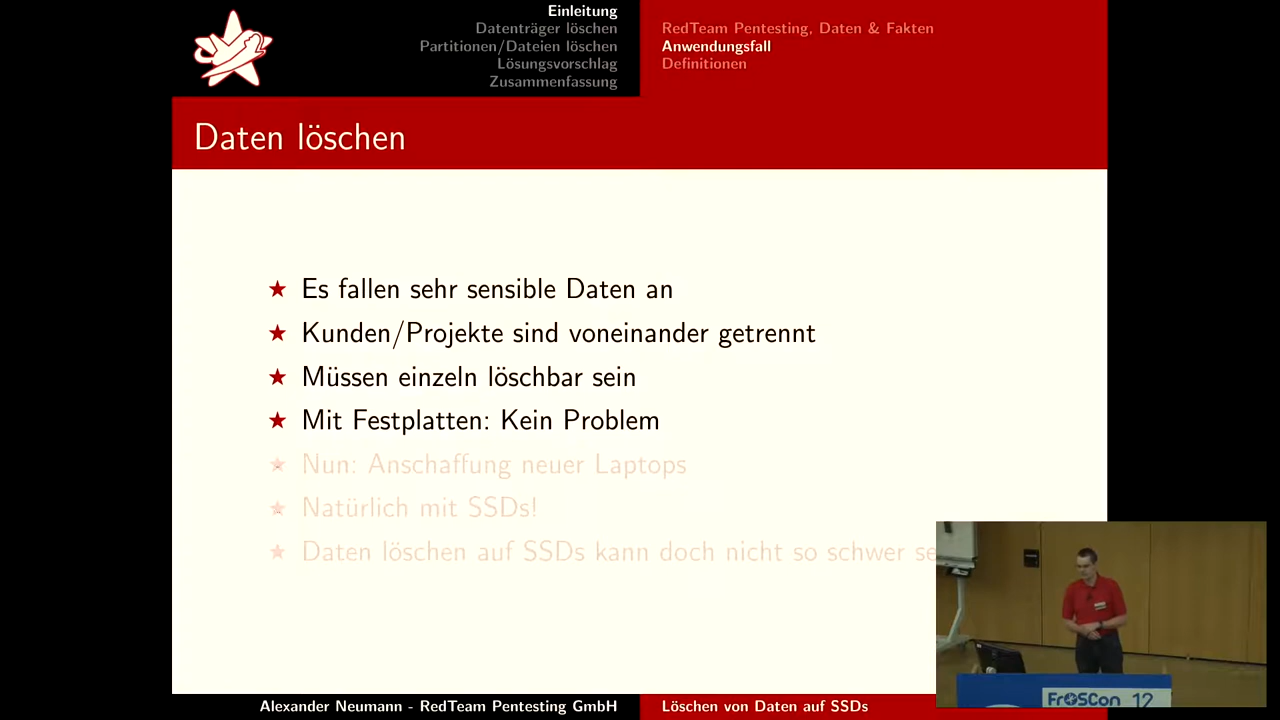 Einleitung
Datenträger löschen
Partitionen/Dateien löschen
Lösungsvorschlag
Zusammenfassung
RedTeam Pentesting, Daten & Fakten
Anwendungsfall
Definitionen
Daten löschen
Es fallen sehr sensible Daten an
Kunden/Projekte sind voneinander getrennt
Müssen einzeln löschbar sein
Mit Festplatten: Kein Problem
Nun: Anschaffung neuer Laptops
Natürlich mit SSDs!
Daten löschen auf SSDs kann doch nicht so schwer se
FrOSCon 12
Alexander Neumann - RedTeam Pentesting GmbH
Löschen von Daten auf SSDs